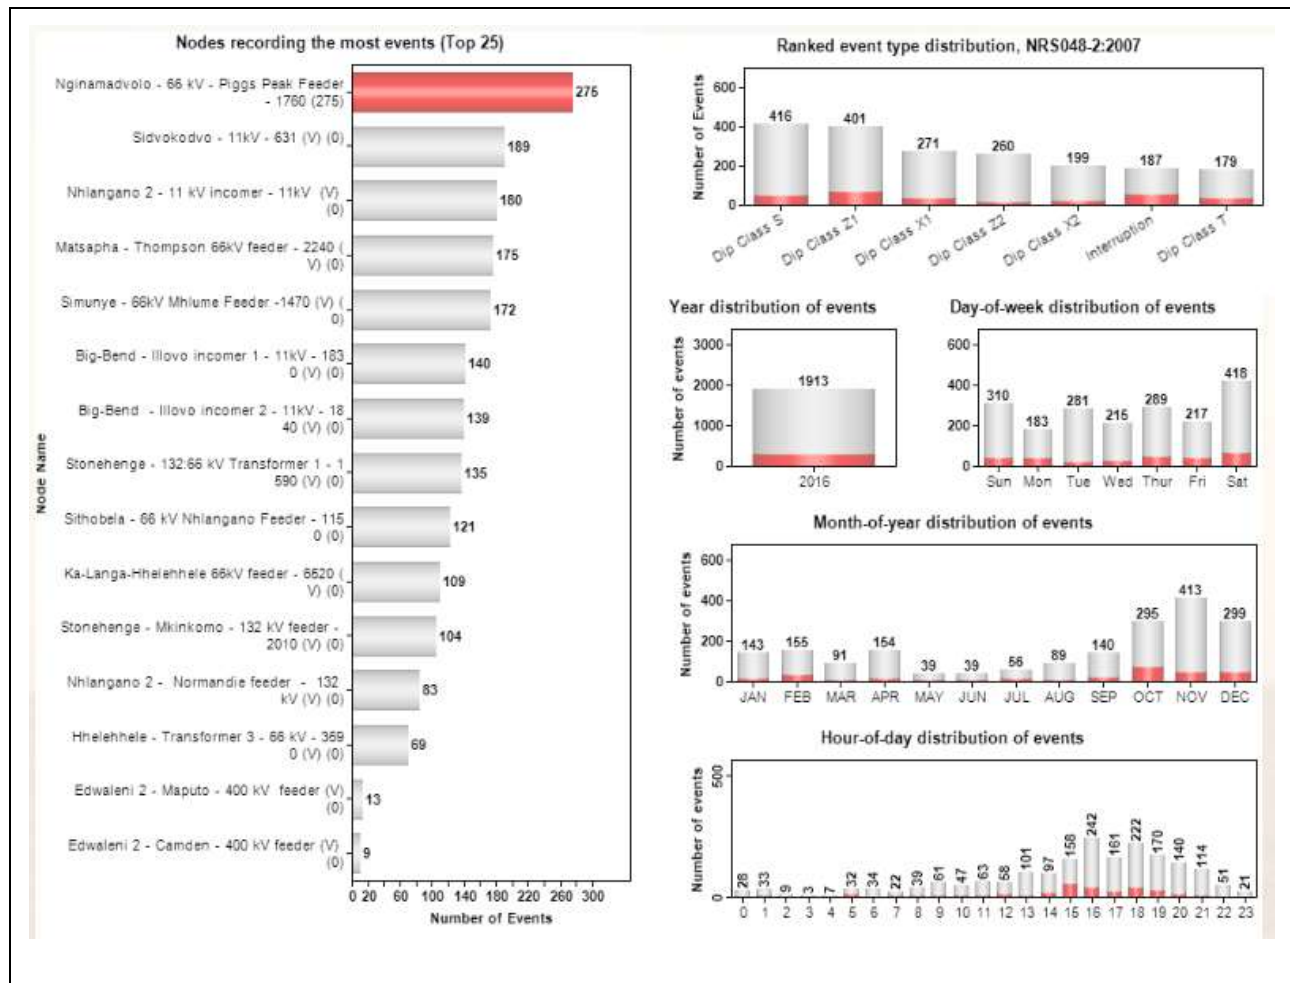 Nodes recording the most events (Top 25)
Nginamadvolo - 66 kV - Piggs Peak Feeder
- 1760 (275)
275
Sidvokodvo - 11kV - 631 (V) (0)
189
Nhlangano 2 - 11 kV incomer - 11kV (V)
(0)
180
Matsapha - Thompson 66kV feeder - 2240 (
V) (0)
175
Simunye - 66kV Mhlume Feeder -1470 (V) (
0)
172
Big-Bend - Illovo incomer 1 - 11kV - 183
0 (V) (0)
140
Big-Bend - Illovo incomer 2 - 11kV - 18
40 (V) (0)
139
Stonehenge - 132:66 kV Transformer 1 - 1
590 (V) (0)
135
Sithobela - 66 kV Nhlangano Feeder - 115
0 (0)
121
Ka-Langa-Hhelehhele 66kV feeder - 6520 (
V) (0)
109
Stonehenge - Mkinkomo - 132 kV feeder -
2010 (V) (0)
104
Nhlangano 2 - Normandie feeder - 132
kV (V) (0)
83
Hhelehhele - Transformer 3 - 66 kV - 369
0 (V) (0)
69
Edwaleni 2 - Maputo - 400 kV feeder (V)
(0)
13
Edwaleni 2 - Camden - 400 kV feeder (V)
(0)
9
Node Name
0 20 60 100 140 180 220 260 300
Number of Events
Ranked event type distribution, NRS048-2:2007
Number of Events
600
400
200
0
416 401 271 260 199 187 179
Dip Class S Dip Class Z1 Dip Class X1 Dip Class Z2 Dip Class X2 Interruption Dip Class T
Year distribution of events
Number of events
3000
2000
1000
0
1913
2016
Day-of-week distribution of events
Number of events
600
400
200
0
310 183 281 215 289 217 418
Sun Mon Tue Wed Thur Fri Sat
Month-of-year distribution of events
Number of events
600
400
200
0
143 155 91 154 39 39 56 89 140 295 413 299
JAN FEB MAR APR MAY JUN JUL AUG SEP OCT NOV DEC
Hour-of-day distribution of events
Number of events
500
0
28 33 9 3 7 32 34 22 39 61 47 63 58 101 97 158 242 161 222 170 140 114 51 21
0 1 2 3 4 5 6 7 8 9 10 11 12 13 14 15 16 17 18 19 20 21 22 23